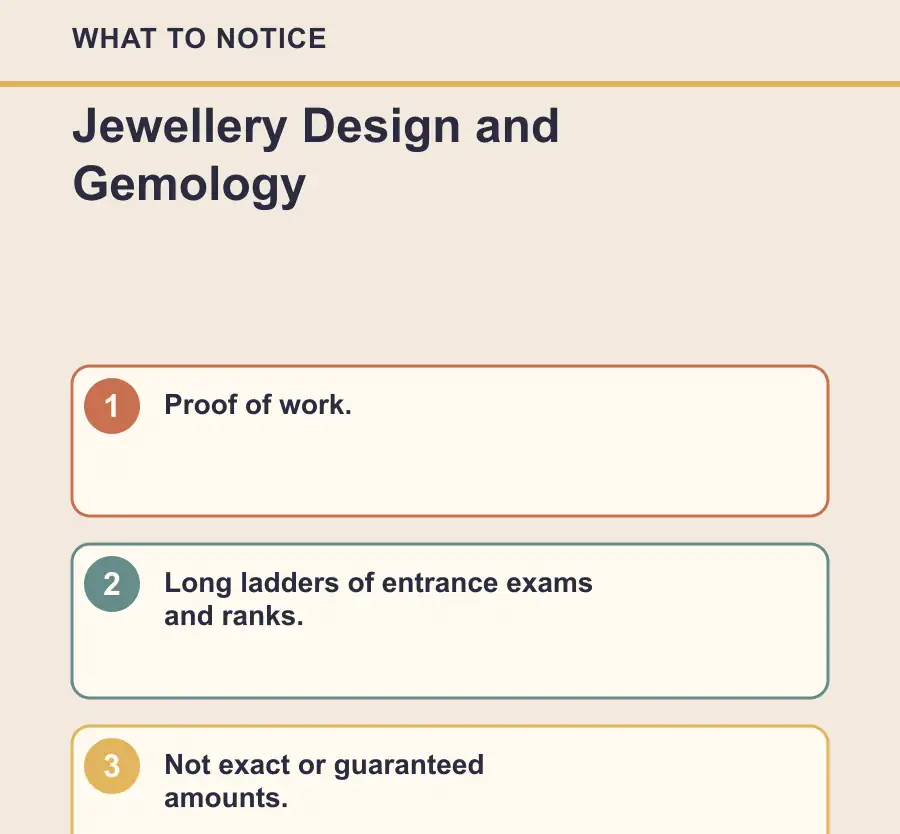 WHAT TO NOTICE
Jewellery Design and
Gemology
1
Proof of work.
2
Long ladders of entrance exams
and ranks.
3
Not exact or guaranteed
amounts.